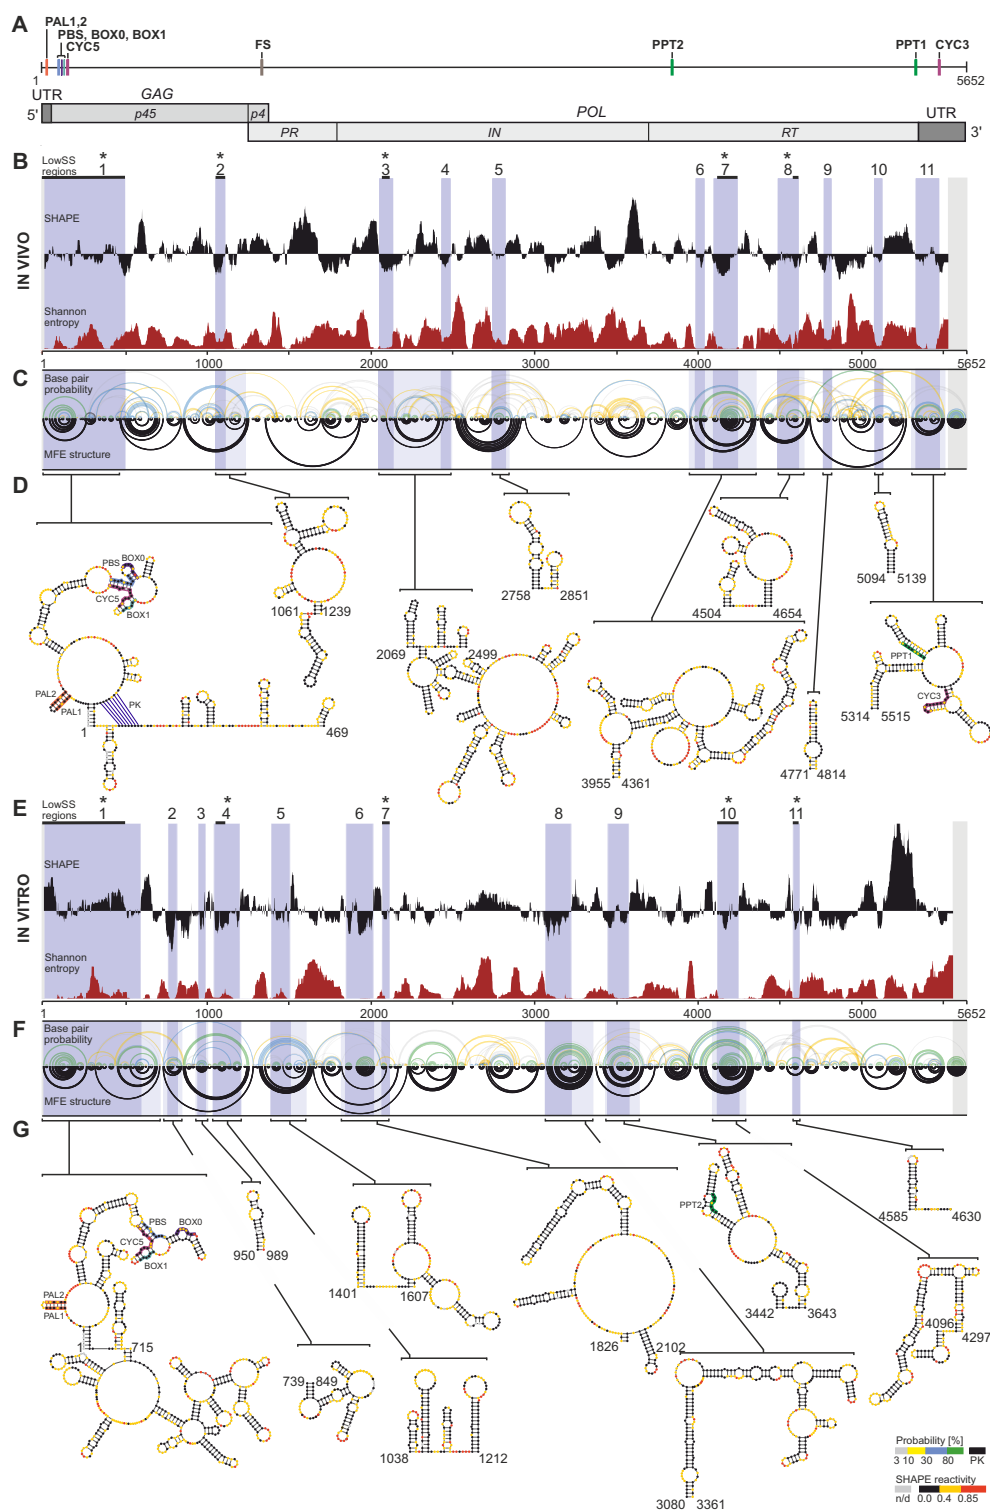 A
PAL1,2
PBS, BOX0, BOX1
CYC5
FS
PPT2
PPT1
CYC3
1
5652
UTR
GAG
POL
UTR
5'
p45
p4
3'
PR
IN
RT
B
LowSS
regions
* * * * *
1 2 3 4 5 6 7 8 9 10 11
SHAPE
IN VIVO
Shannon
entropy
1 1000 2000 3000 4000 5000 5652
C
Base pair
probability
MFE structure
D
PBS
BOX0
CYC5
BOX1
PAL2
PAL1
PK
1
469
1061
1239
2069
2499
2758
2851
3955
4361
4504
4654
4771
4814
5094
5139
PPT1
CYC3
5314
5515
E
LowSS
regions
* * * * *
1 2 3 4 5 6 7 8 9 10 11
SHAPE
IN VITRO
Shannon
entropy
1 1000 2000 3000 4000 5000 5652
F
Base pair
probability
MFE structure
G
PBS
BOX0
CYC5
BOX1
PAL2
PAL1
1
715
950
989
739
849
1401
1607
1038
1212
1826
2102
PPT2
3442
3643
3080
3361
4585
4630
4096
4297
Probability [%]
3 10 30 80 PK
SHAPE reactivity
n/d 0.0 0.4 0.85